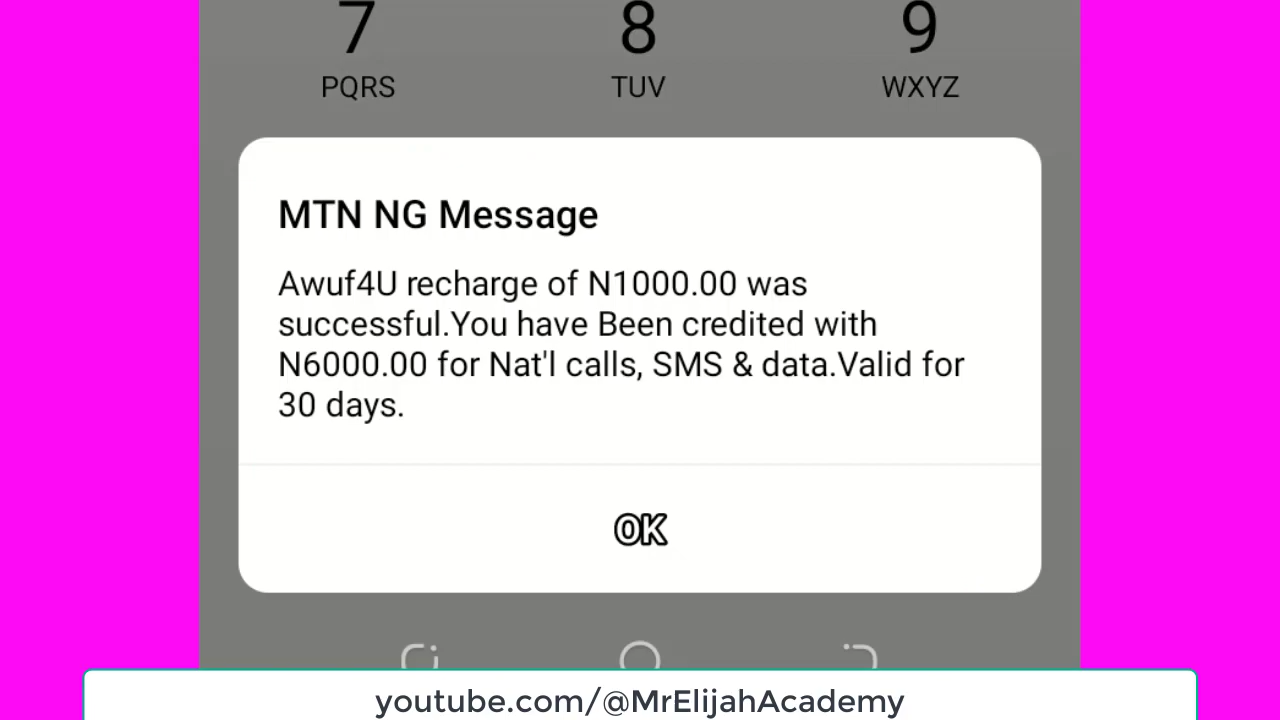 7 8 9
PQRS TUV WXYZ
MTN NG Message
Awuf4U recharge of N1000.00 was
successful.You have Been credited with
N6000.00 for Nat'l calls, SMS & data.Valid for
30 days.
OK
youtube.com/@MrElijahAcademy